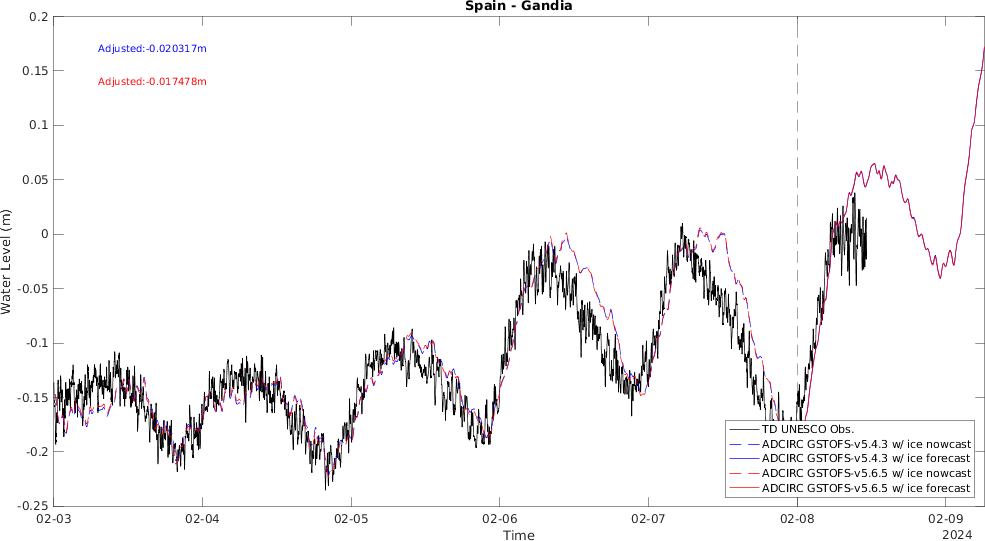 Spain - Gandia
0.2
0.15
0.1
0.05
0
-0.05
-0.1
-0.15
-0.2
-0.25
Water Level (m)
Adjusted:-0.020317m
Adjusted:-0.017478m
TD UNESCO Obs.
ADCIRC GSTOFS-v5.4.3 w/ ice nowcast
ADCIRC GSTOFS-v5.4.3 w/ ice forecast
ADCIRC GSTOFS-v5.6.5 w/ ice nowcast
ADCIRC GSTOFS-v5.6.5 w/ ice forecast
02-03 02-04 02-05 02-06 02-07 02-08 02-09
Time
2024